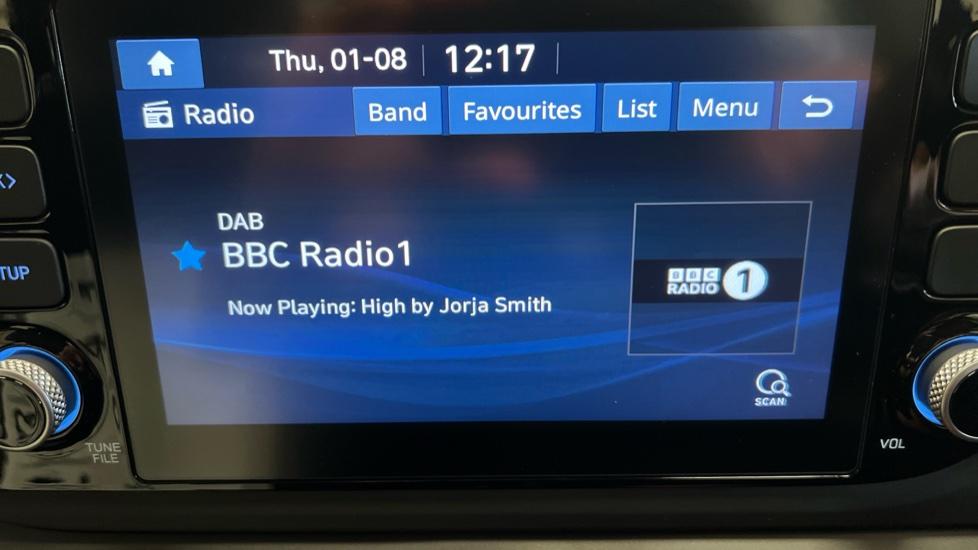 Thu, 01-08
12:17
Radio
Band
Favourites
List
Menu
DAB
BBC Radio1
Now Playing: High by Jorja Smith
BBC
RADIO
1
SCAN
TUP
TUNE
FILE
VOL